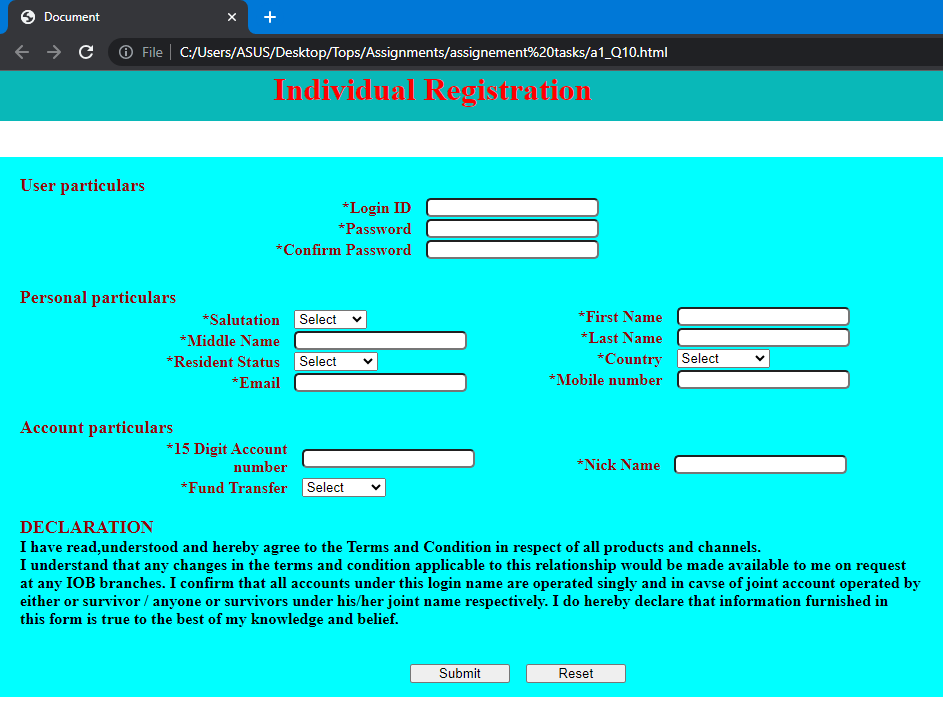 Document
File C:/Users/ASUS/Desktop/Tops/Assignments/assignement%20tasks/a1_Q10.html
Individual Registration
User particulars
*Login ID
*Password
*Confirm Password
Personal particulars
*Salutation Select *First Name
*Middle Name *Last Name
*Resident Status Select *Country Select
*Email *Mobile number
Account particulars
*15 Digit Account
number *Nick Name
*Fund Transfer Select
DECLARATION
I have read,understood and hereby agree to the Terms and Condition in respect of all products and channels.
I understand that any changes in the terms and condition applicable to this relationship would be made available to me on request
at any IOB branches. I confirm that all accounts under this login name are operated singly and in cavse of joint account operated by
either or survivor / anyone or survivors under his/her joint name respectively. I do hereby declare that information furnished in
this form is true to the best of my knowledge and belief.
Submit Reset